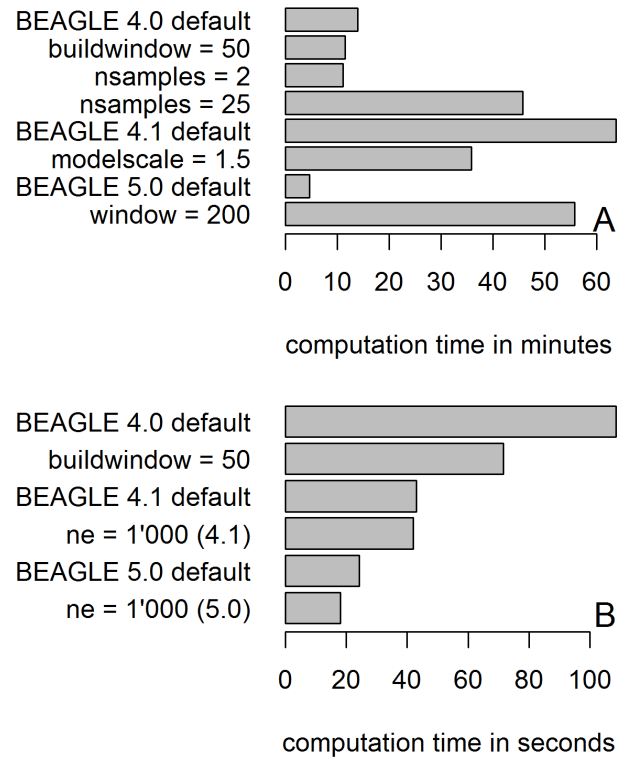 BEAGLE 4.0 default
buildwindow = 50
nsamples = 2
nsamples = 25
BEAGLE 4.1 default
modelscale = 1.5
BEAGLE 5.0 default
window = 200
A
0 10 20 30 40 50 60
computation time in minutes
BEAGLE 4.0 default
buildwindow = 50
BEAGLE 4.1 default
ne = 1'000 (4.1)
BEAGLE 5.0 default
ne = 1'000 (5.0)
B
0 20 40 60 80 100
computation time in seconds